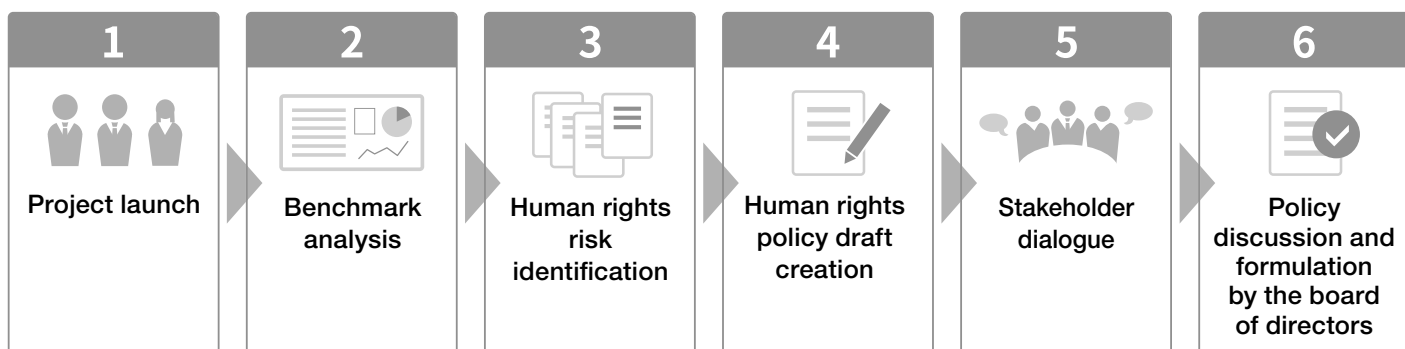 1
Project launch
2
Benchmark
analysis
3
Human rights
risk
identification
4
Human rights
policy draft
creation
5
Stakeholder
dialogue
6
Policy
discussion and
formulation
by the board
of directors